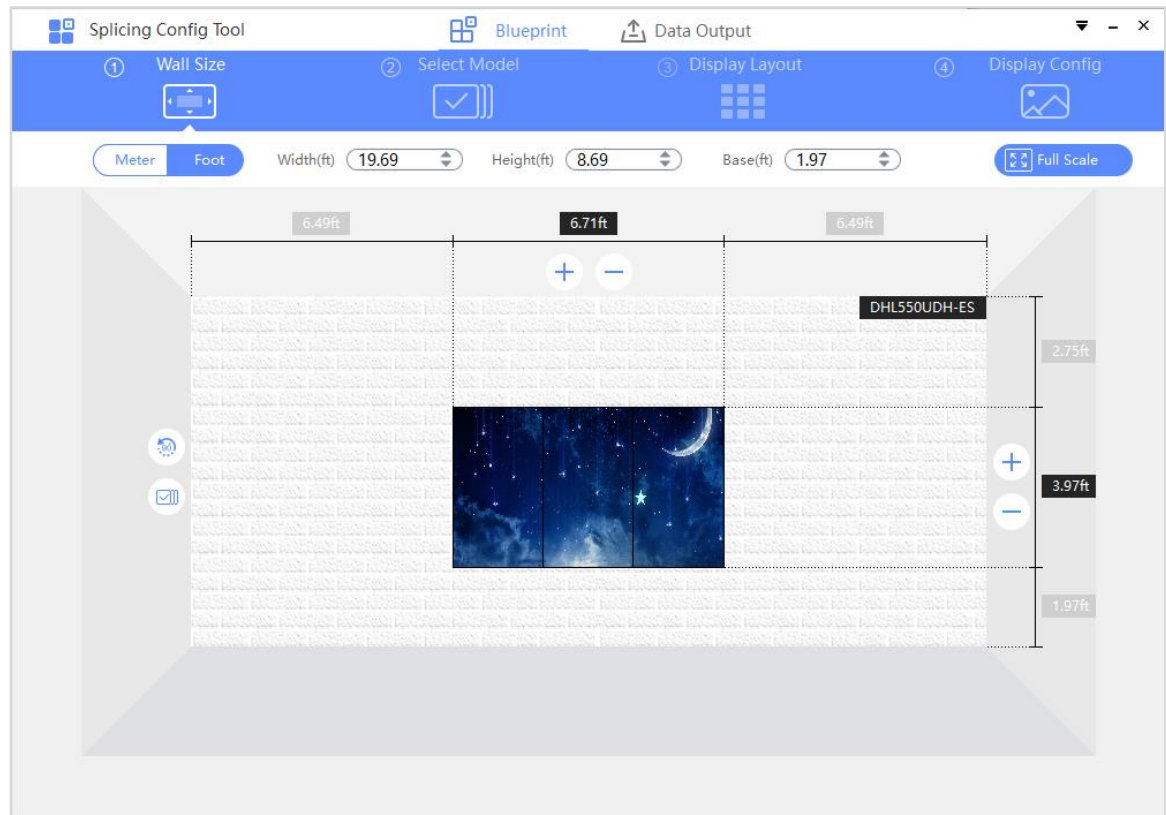 Splicing Config Tool
Blueprint
Data Output
1 Wall Size
2 Select Model
3 Display Layout
4 Display Config
Meter
Foot
Width(ft) 19.69
Height(ft) 8.69
Base(ft) 1.97
Full Scale
6.49ft
6.71ft
6.49ft
DHL550UDH-ES
2.75ft
90
3.97ft
1.97ft